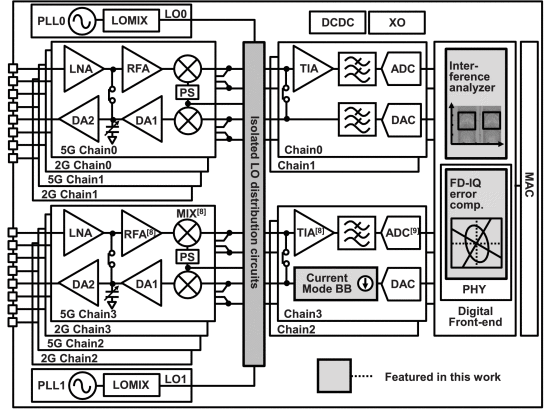 PLL0 LOMIX LO0
DCDC XO
LNA RFA
PS
DA2 DA1
5G Chain0
2G Chain0
5G Chain1
2G Chain1
Isolated LO distribution circuits
TIA ADC
DAC
Chain0
Chain1
Inter-
ference
analyzer
MAC
FD-IQ
error
comp.
PHY
Digital
Front-end
MIX[8]
LNA RFA[8]
PS
DA2 DA1
5G Chain3
2G Chain3
5G Chain2
2G Chain2
TIA[8] ADC[9]
Current
Mode BB
DAC
Chain3
Chain2
PLL1 LOMIX LO1
Featured in this work